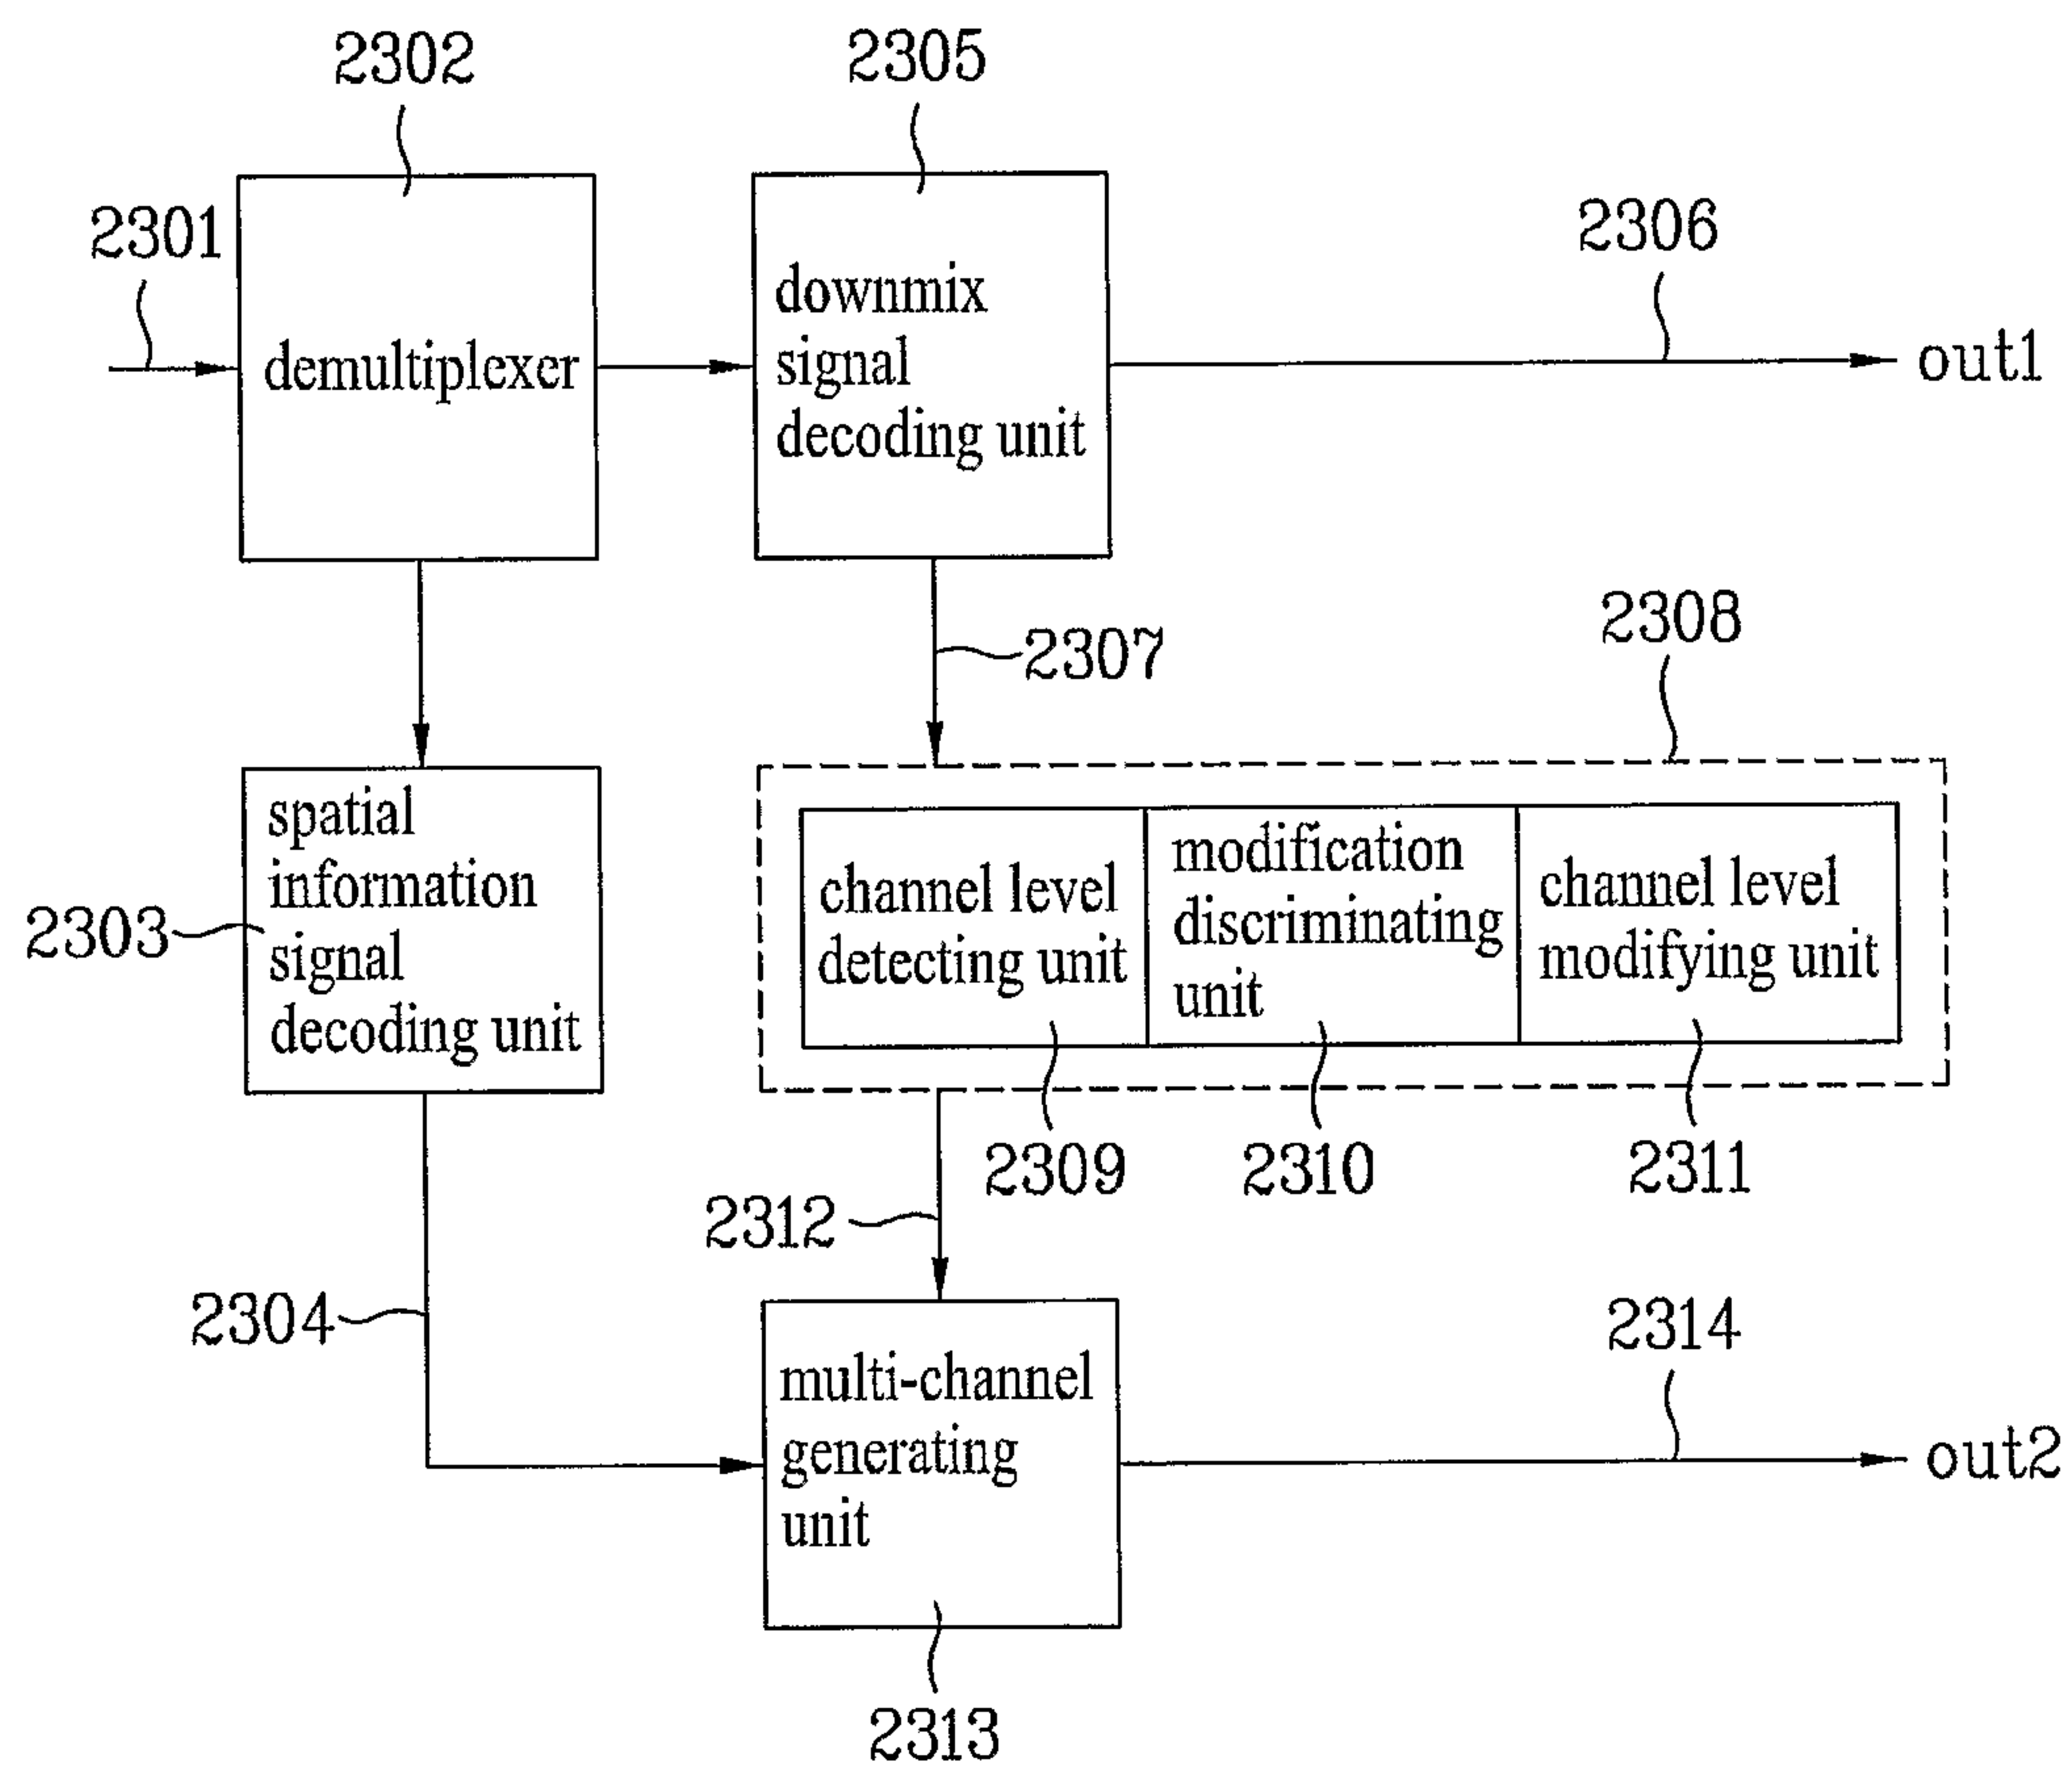 2302
2305
2301
2306
demultiplexer
downmix
signal
decoding unit
out1
2307
2308
spatial
information
signal
decoding unit
2303
channel level
detecting unit
modification
discriminating
unit
channel level
modifying unit
2309
2310
2311
2312
2304
2314
multi-channel
generating
unit
out2
2313